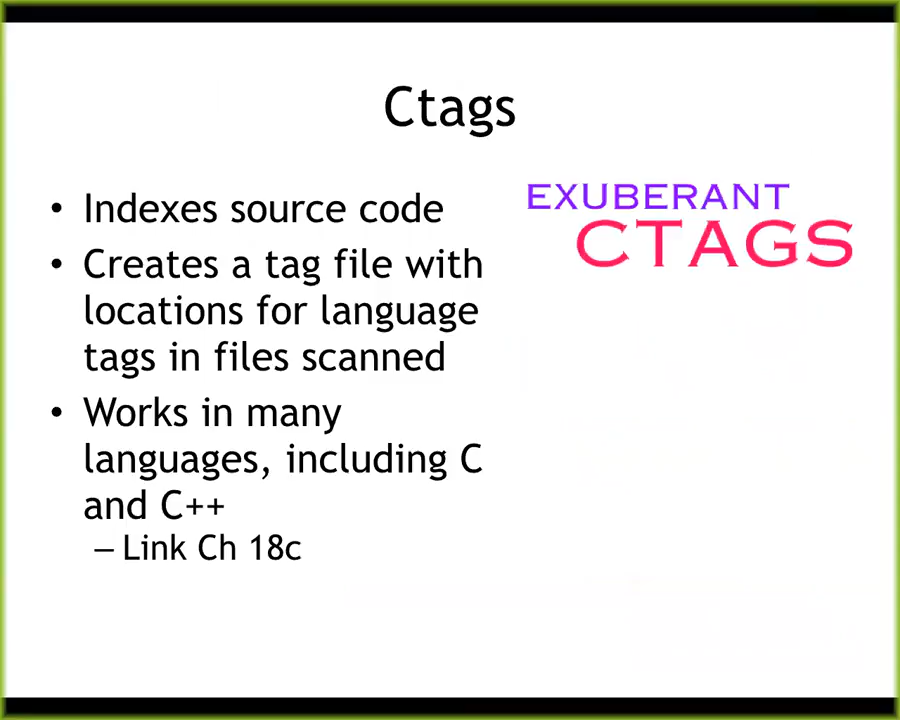 Ctags
• Indexes source code
• Creates a tag file with
locations for language
tags in files scanned
• Works in many
languages, including C
and C++
– Link Ch 18c
EXUBERANT
CTAGS